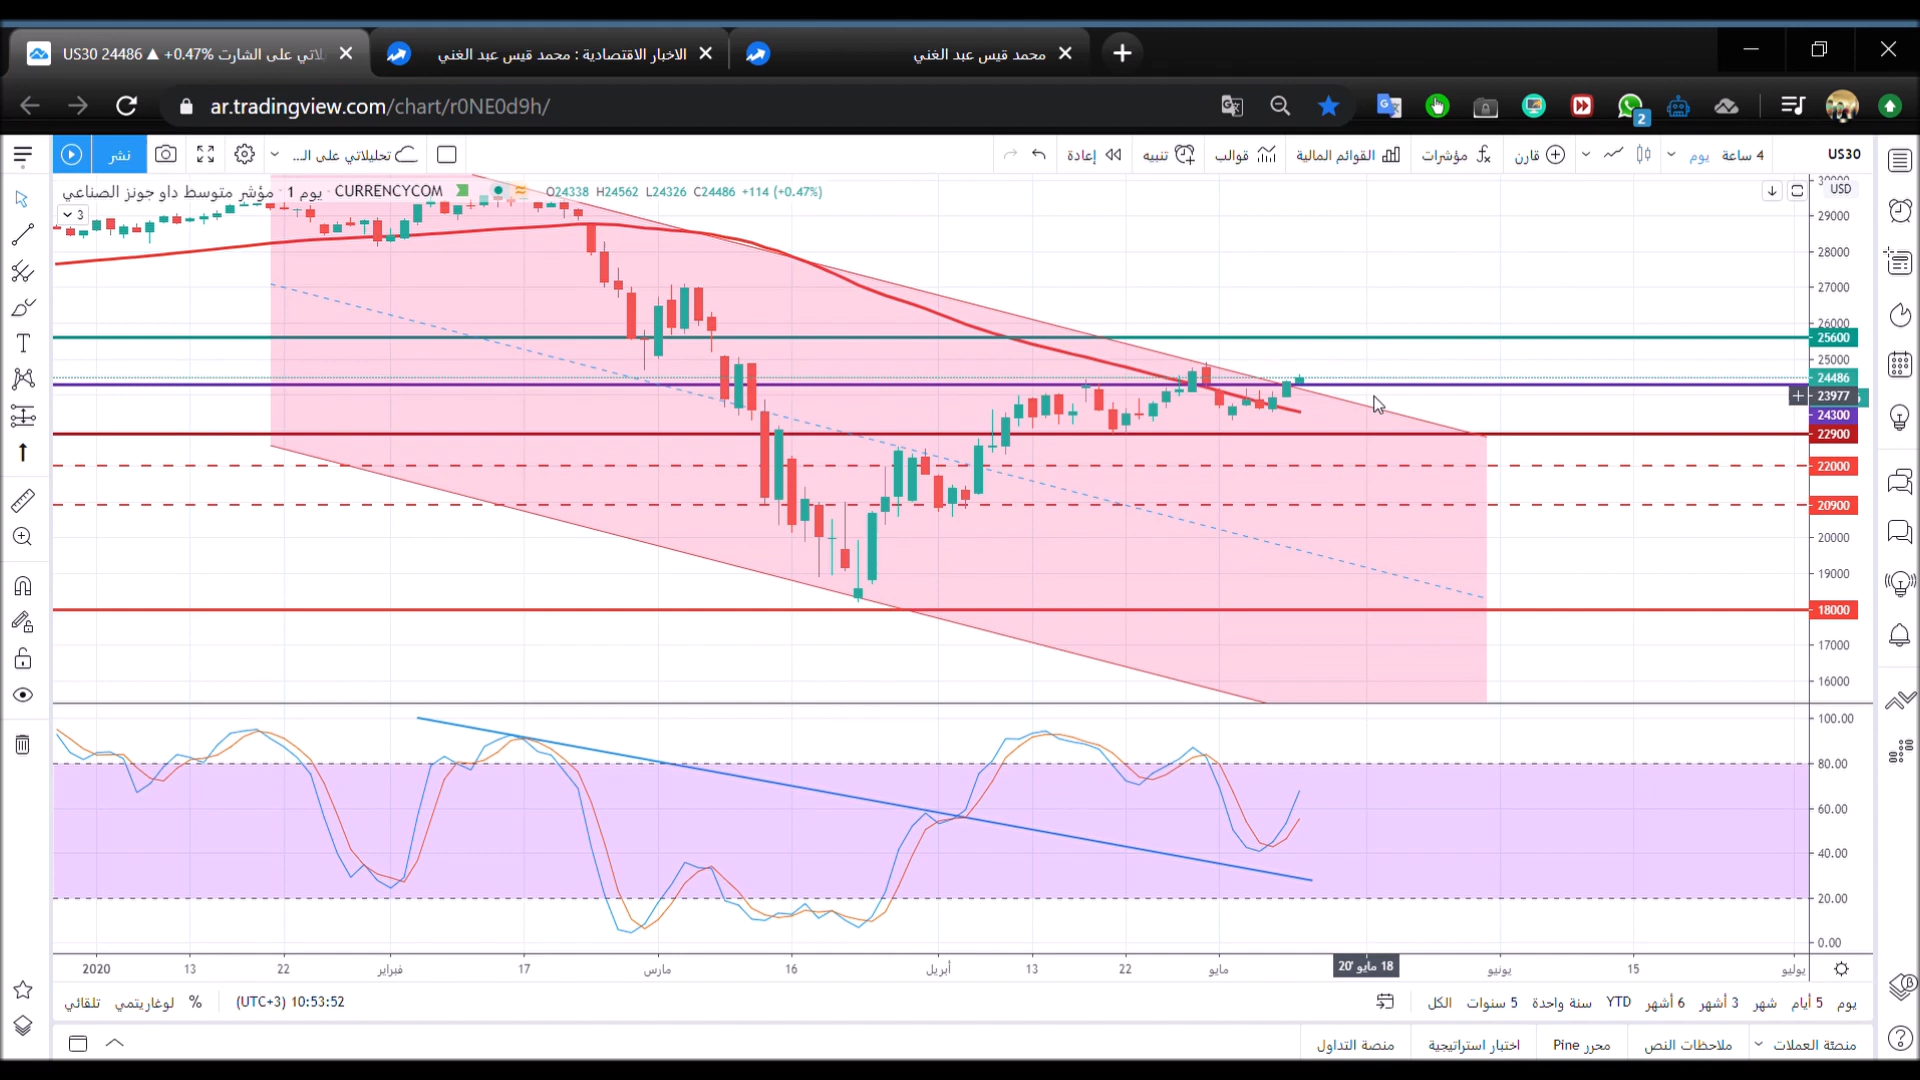 US30 24486 ▲ +0.47% يلاتي على الشارت
الاخبار الاقتصادية : محمد قيس عبد الغني
محمد قيس عبد الغني
ar.tradingview.com/chart/r0NE0d9h/
2
نشر
تحليلاتي على الـ...
إعادة
تنبيه
قوالب
القوائم المالية
مؤشرات
قارن
يوم
4 ساعة
US30
مؤشر متوسط داو جونز الصناعي · 1 يوم · CURRENCYCOM
O24338 H24562 L24326 C24486 +114 (+0.47%)
3
USD
30000
29000
28000
27000
26000
25600
25000
24486
23977
24300
22900
22000
20900
20000
19000
18000
17000
16000
100.00
80.00
60.00
40.00
20.00
0.00
2020
13
22
فبراير
17
مارس
16
أبريل
13
22
مايو
18 مايو '20
يونيو
15
يوليو
تلقائي
لوغاريتمي
%
10:53:52 (UTC+3)
الكل
5 سنوات
سنة واحدة
YTD
6 أشهر
3 أشهر
شهر
5 أيام
يوم
منصة التداول
اختبار استراتيجية
محرر Pine
ملاحظات النص
منصّة العملات